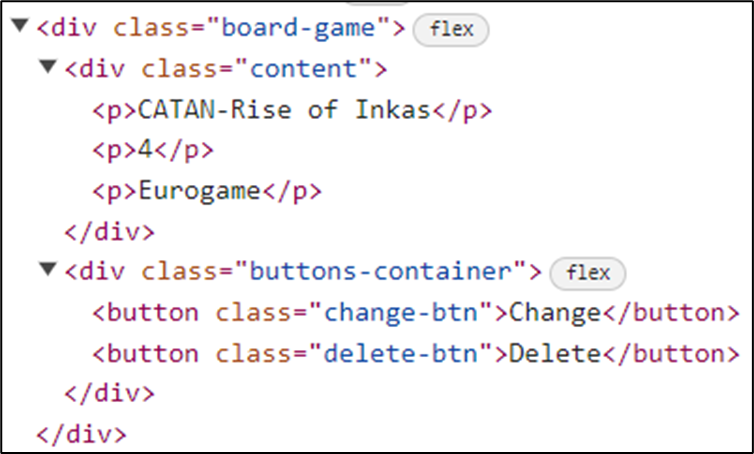 <div class="board-game"> flex
<div class="content">
<p>CATAN-Rise of Inkas</p>
<p>4</p>
<p>Eurogame</p>
</div>
<div class="buttons-container"> flex
<button class="change-btn">Change</button>
<button class="delete-btn">Delete</button>
</div>
</div>